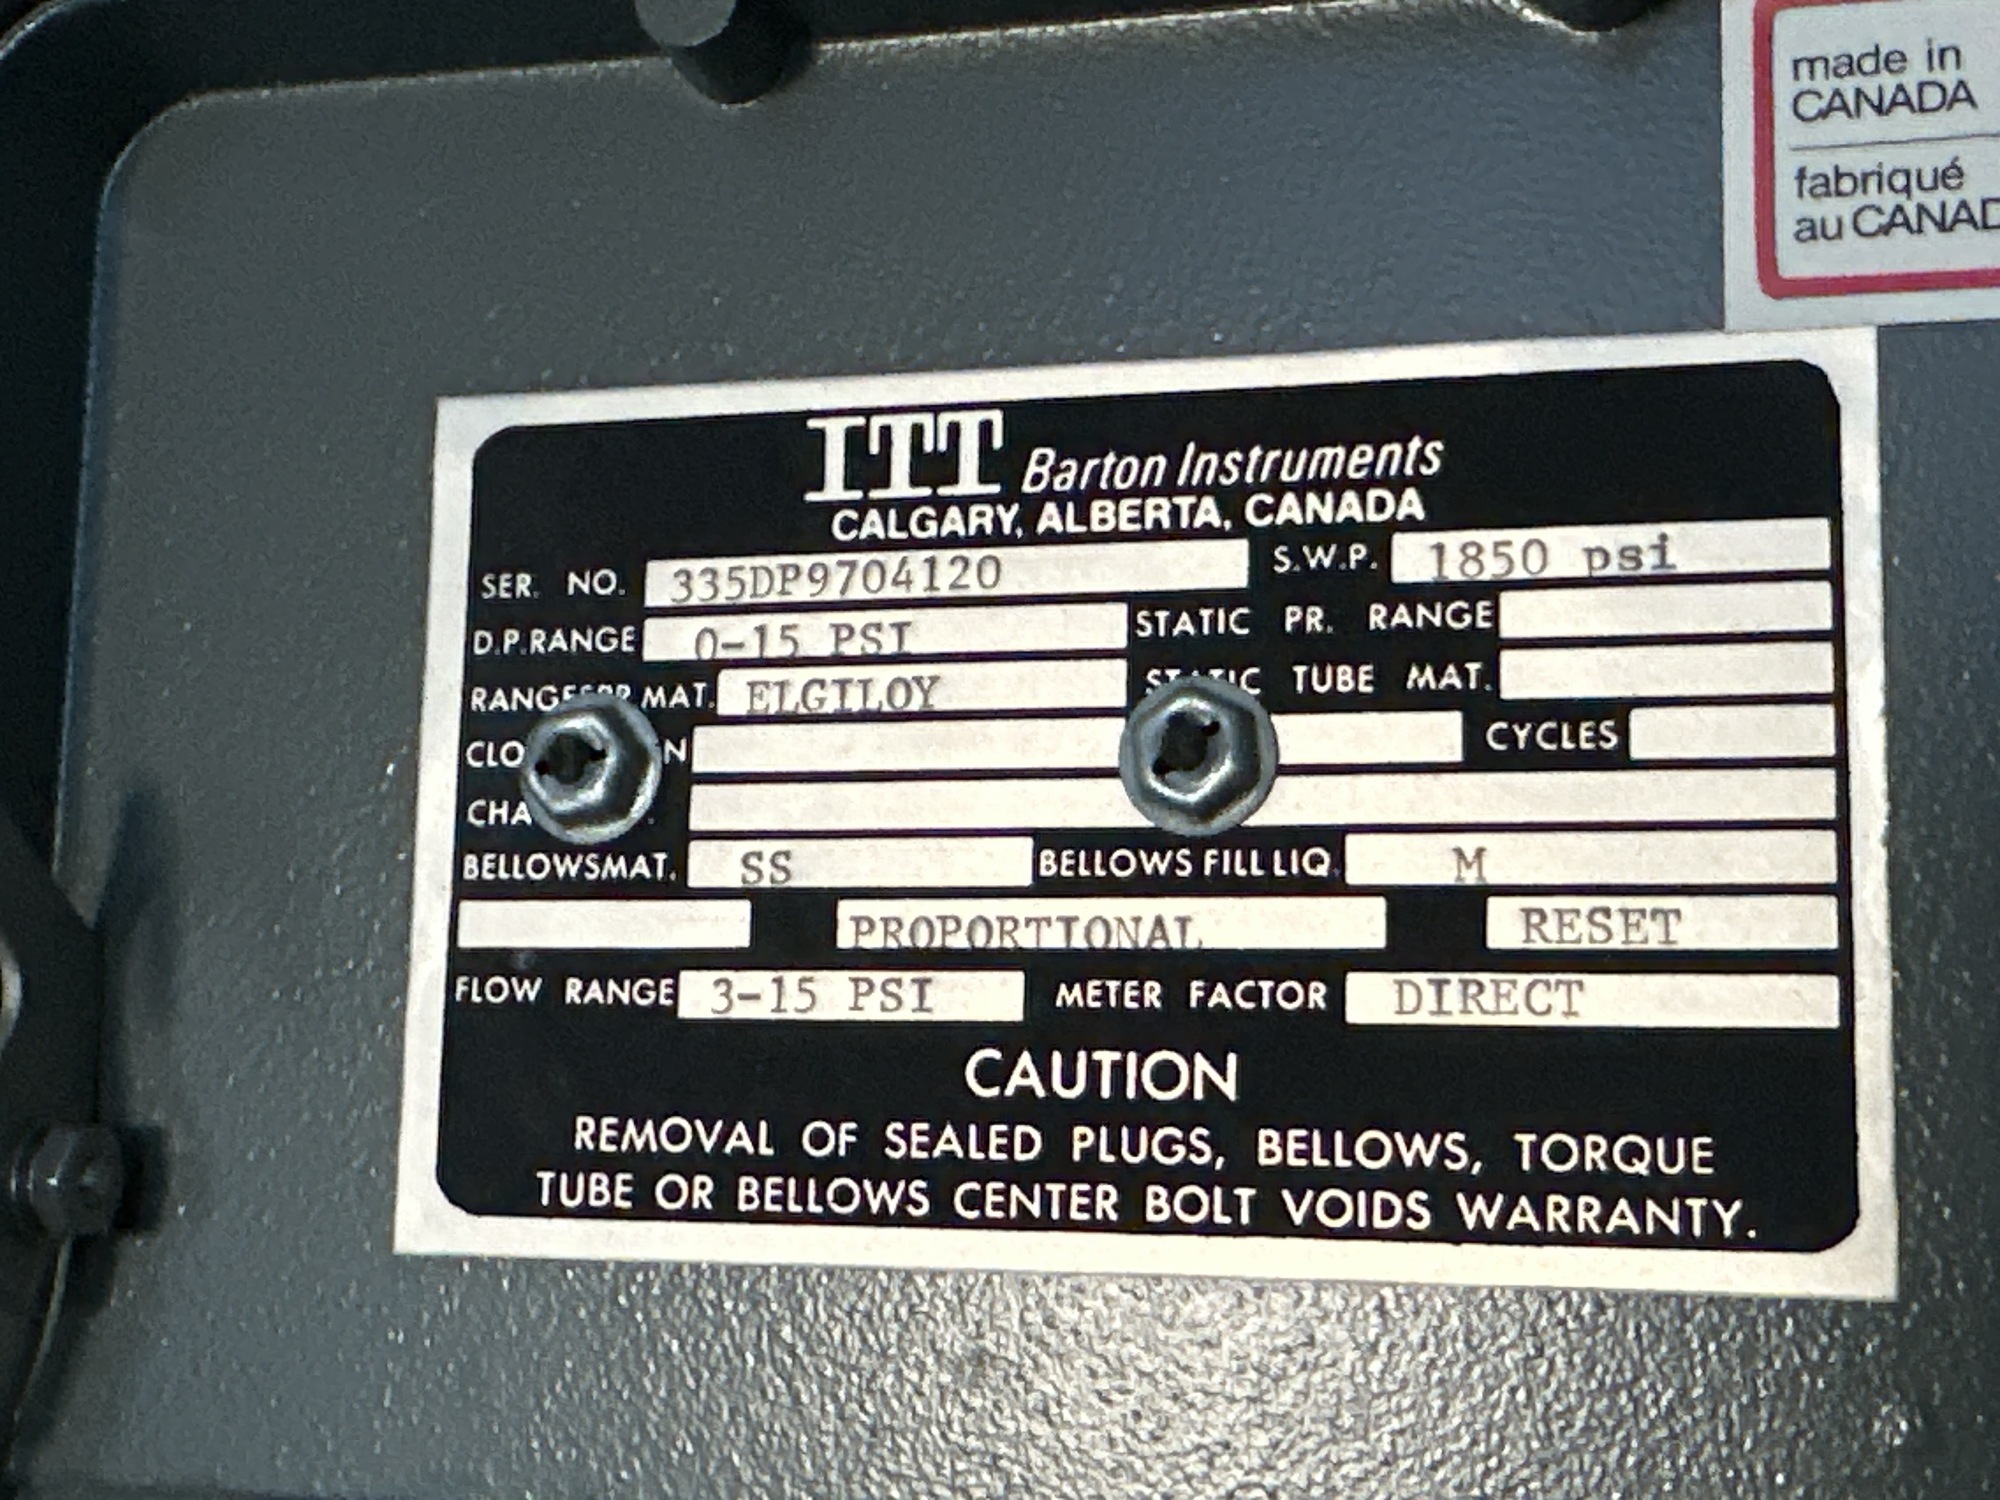 made in
CANADA
fabriqué
au CANAD
ITT Barton Instruments
CALGARY, ALBERTA, CANADA
SER. NO. 335DP9704120 S.W.P. 1850 psi
D.P.RANGE 0-15 PSI STATIC PR. RANGE
MAT. ELGILOY TUBE MAT.
CYCLES
BELLOWSMAT. SS BELLOWS FILL LIQ. M
PROPORTIONAL RESET
FLOW RANGE 3-15 PSI METER FACTOR DIRECT
CAUTION
REMOVAL OF SEALED PLUGS, BELLOWS, TORQUE
TUBE OR BELLOWS CENTER BOLT VOIDS WARRANTY.